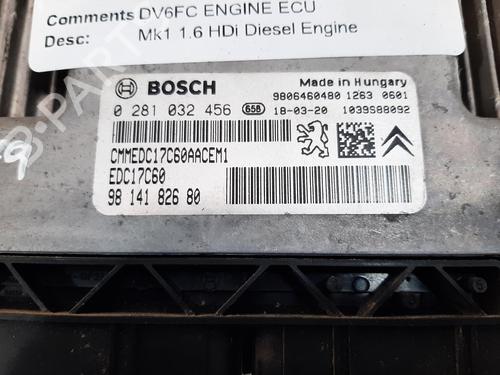 Comments DV6FC ENGINE ECU
Desc: Mk1 1.6 HDi Diesel Engine
BOSCH Made in Hungary
9806460480 1263 0601
0 281 032 456 65B 18-03-20 1039S88092
CMMEDC17C60AACEM1
EDC17C60
98 141 826 80